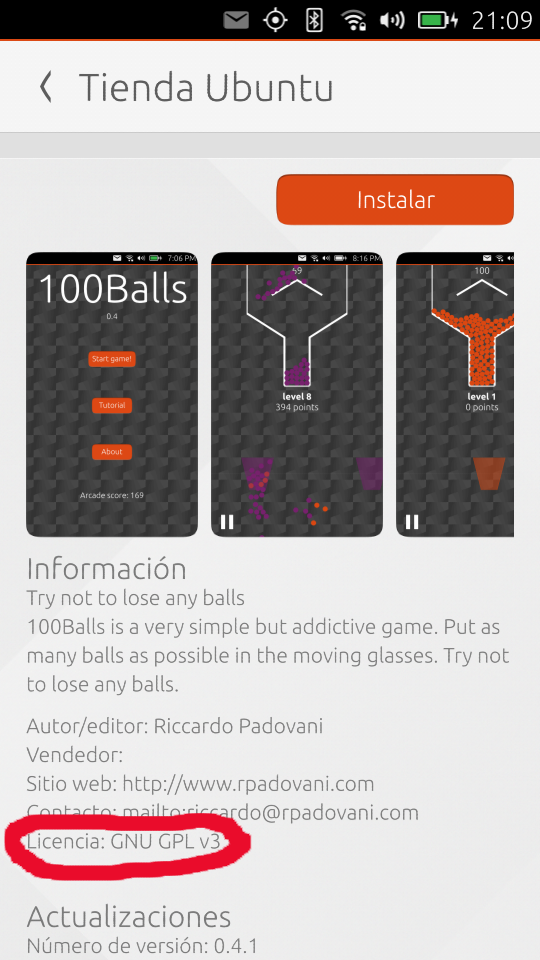 21:09
Tienda Ubuntu
Instalar
7:06 PM
100Balls
0.4
Start game!
Tutorial
About
Arcade score: 169
8:16 PM
59
level 8
394 points
100
level 1
0 points
Información
Try not to lose any balls
100Balls is a very simple but addictive game. Put as
many balls as possible in the moving glasses. Try not
to lose any balls.
Autor/editor: Riccardo Padovani
Vendedor:
Sitio web: http://www.rpadovani.com
Contacto: mailto:riccardo@rpadovani.com
Licencia: GNU GPL v3
Actualizaciones
Número de versión: 0.4.1